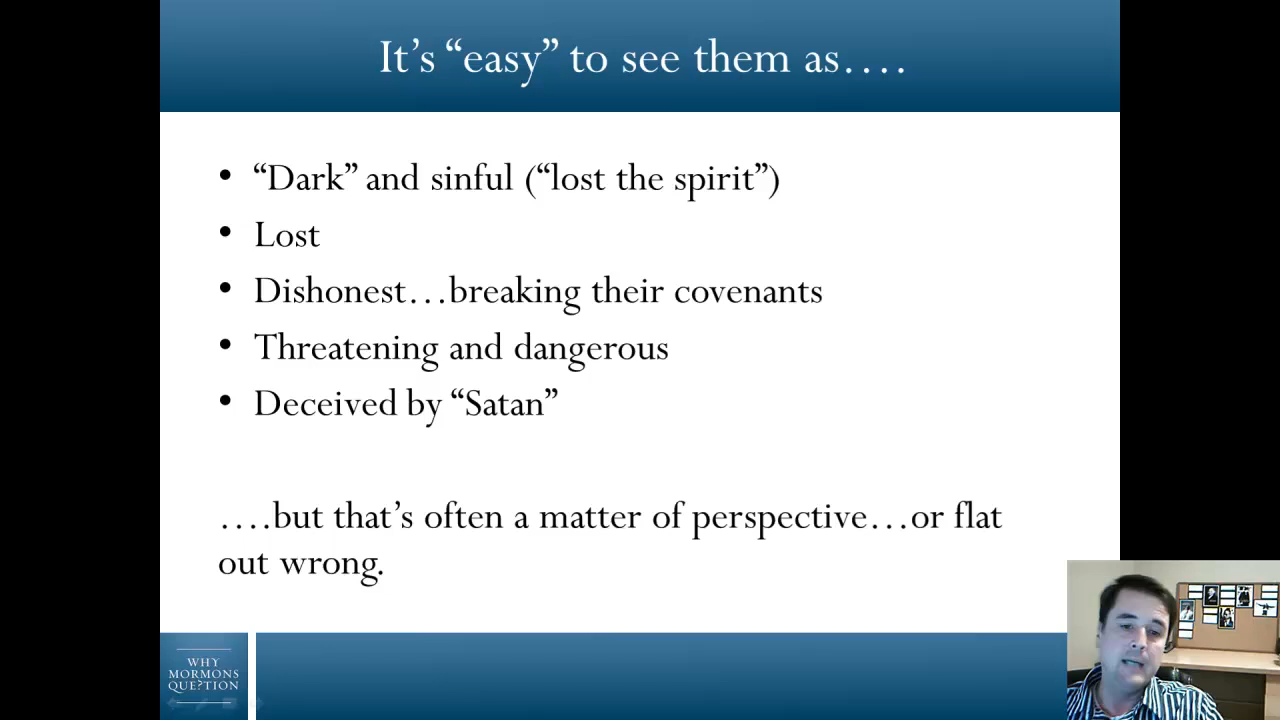 It’s “easy” to see them as….
• “Dark” and sinful (“lost the spirit”)
• Lost
• Dishonest…breaking their covenants
• Threatening and dangerous
• Deceived by “Satan”
….but that’s often a matter of perspective…or flat
out wrong.
WHY
MORMONS
QUE?TION